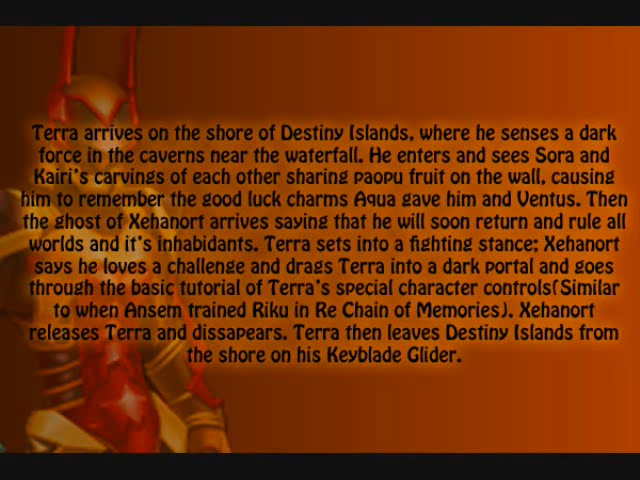 Terra arrives on the shore of Destiny Islands, where he senses a dark
force in the caverns near the waterfall. He enters and sees Sora and
Kairi's carvings of each other sharing paopu fruit on the wall, causing
him to remember the good luck charms Aqua gave him and Ventus. Then
the ghost of Xehanort arrives saying that he will soon return and rule all
worlds and it's inhabidants. Terra sets into a fighting stance; Xehanort
says he loves a challenge and drags Terra into a dark portal and goes
through the basic tutorial of Terra's special character controls(Similar
to when Ansem trained Riku in Re Chain of Memories). Xehanort
releases Terra and dissapears. Terra then leaves Destiny Islands from
the shore on his Keyblade Glider.